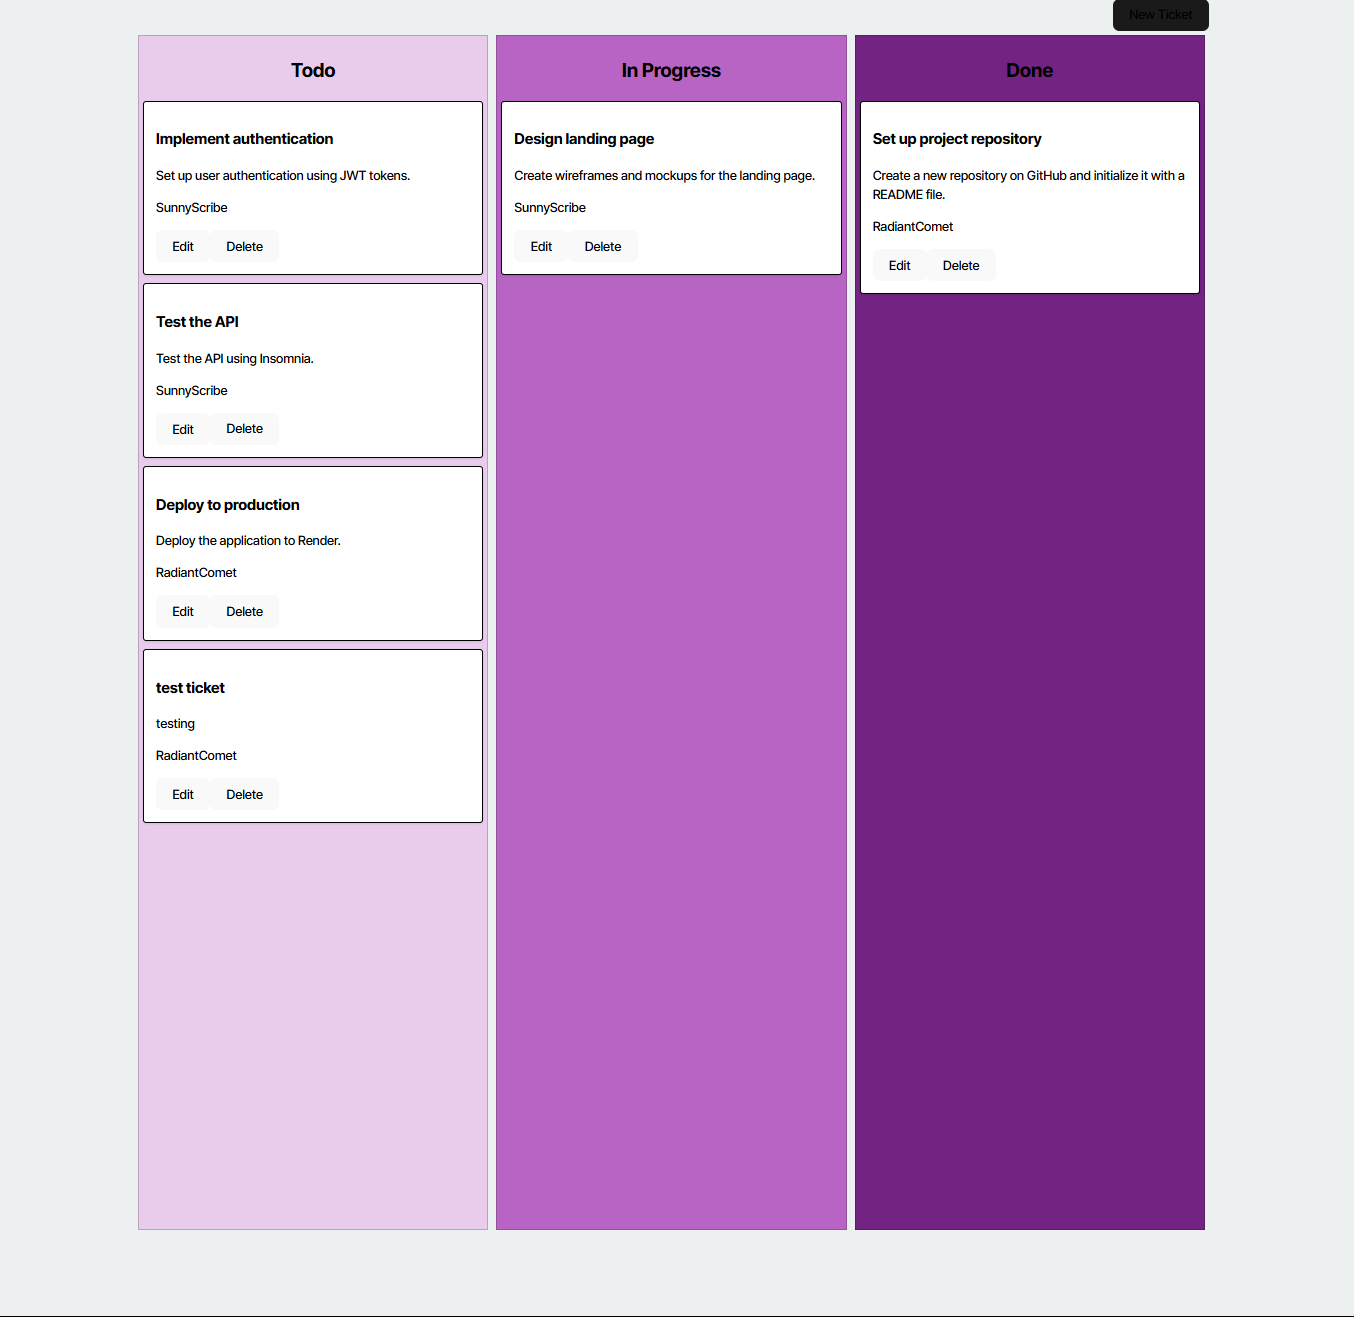 New Ticket
Todo
Implement authentication
Set up user authentication using JWT tokens.
SunnyScribe
Edit Delete
Test the API
Test the API using Insomnia.
SunnyScribe
Edit Delete
Deploy to production
Deploy the application to Render.
RadiantComet
Edit Delete
test ticket
testing
RadiantComet
Edit Delete
In Progress
Design landing page
Create wireframes and mockups for the landing page.
SunnyScribe
Edit Delete
Done
Set up project repository
Create a new repository on GitHub and initialize it with a
README file.
RadiantComet
Edit Delete